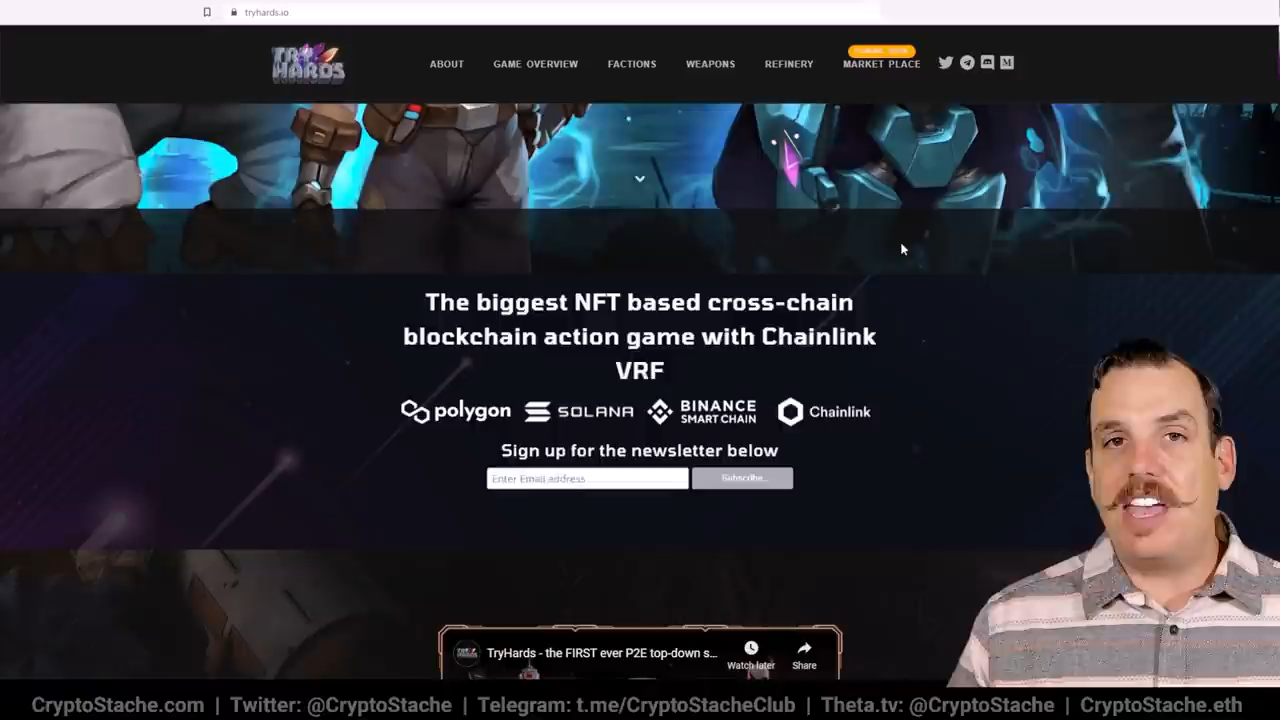 tryhards.io
TRY HARDS
ABOUT
GAME OVERVIEW
FACTIONS
WEAPONS
REFINERY
MARKET PLACE
The biggest NFT based cross-chain
blockchain action game with Chainlink
VRF
polygon
SOLANA
BINANCE
SMART CHAIN
Chainlink
Sign up for the newsletter below
Enter Email address
Subscribe...
TryHards - the FIRST ever P2E top-down s...
Watch later
Share
CryptoStache.com | Twitter: @CryptoStache | Telegram: t.me/CryptoStacheClub | Theta.tv: @CryptoStache | CryptoStache.eth